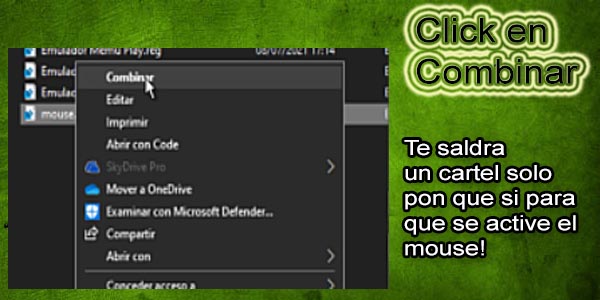 Click en
Combinar
Emulador Memu Play.reg
08/07/2021 17:14
Emulad
Emulad
mouse.
Combinar
Editar
Imprimir
Abrir con Code
SkyDrive Pro
Mover a OneDrive
Examinar con Microsoft Defender...
Compartir
Abrir con
Conceder acceso a
Te saldra
un cartel solo
pon que si para
que se active el
mouse!